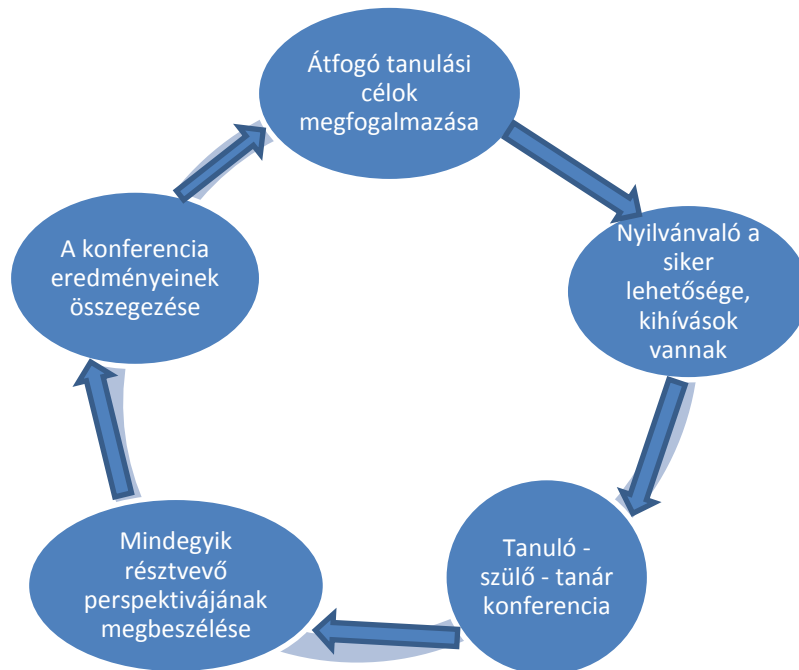 Átfogó tanulási
célok
megfogalmazása
Nyilvánvaló a
siker
lehetősége,
kihívások
vannak
Tanuló -
szülő - tanár
konferencia
Mindegyik
résztvevő
perspektivájának
megbeszélése
A konferencia
eredményeinek
összegezése